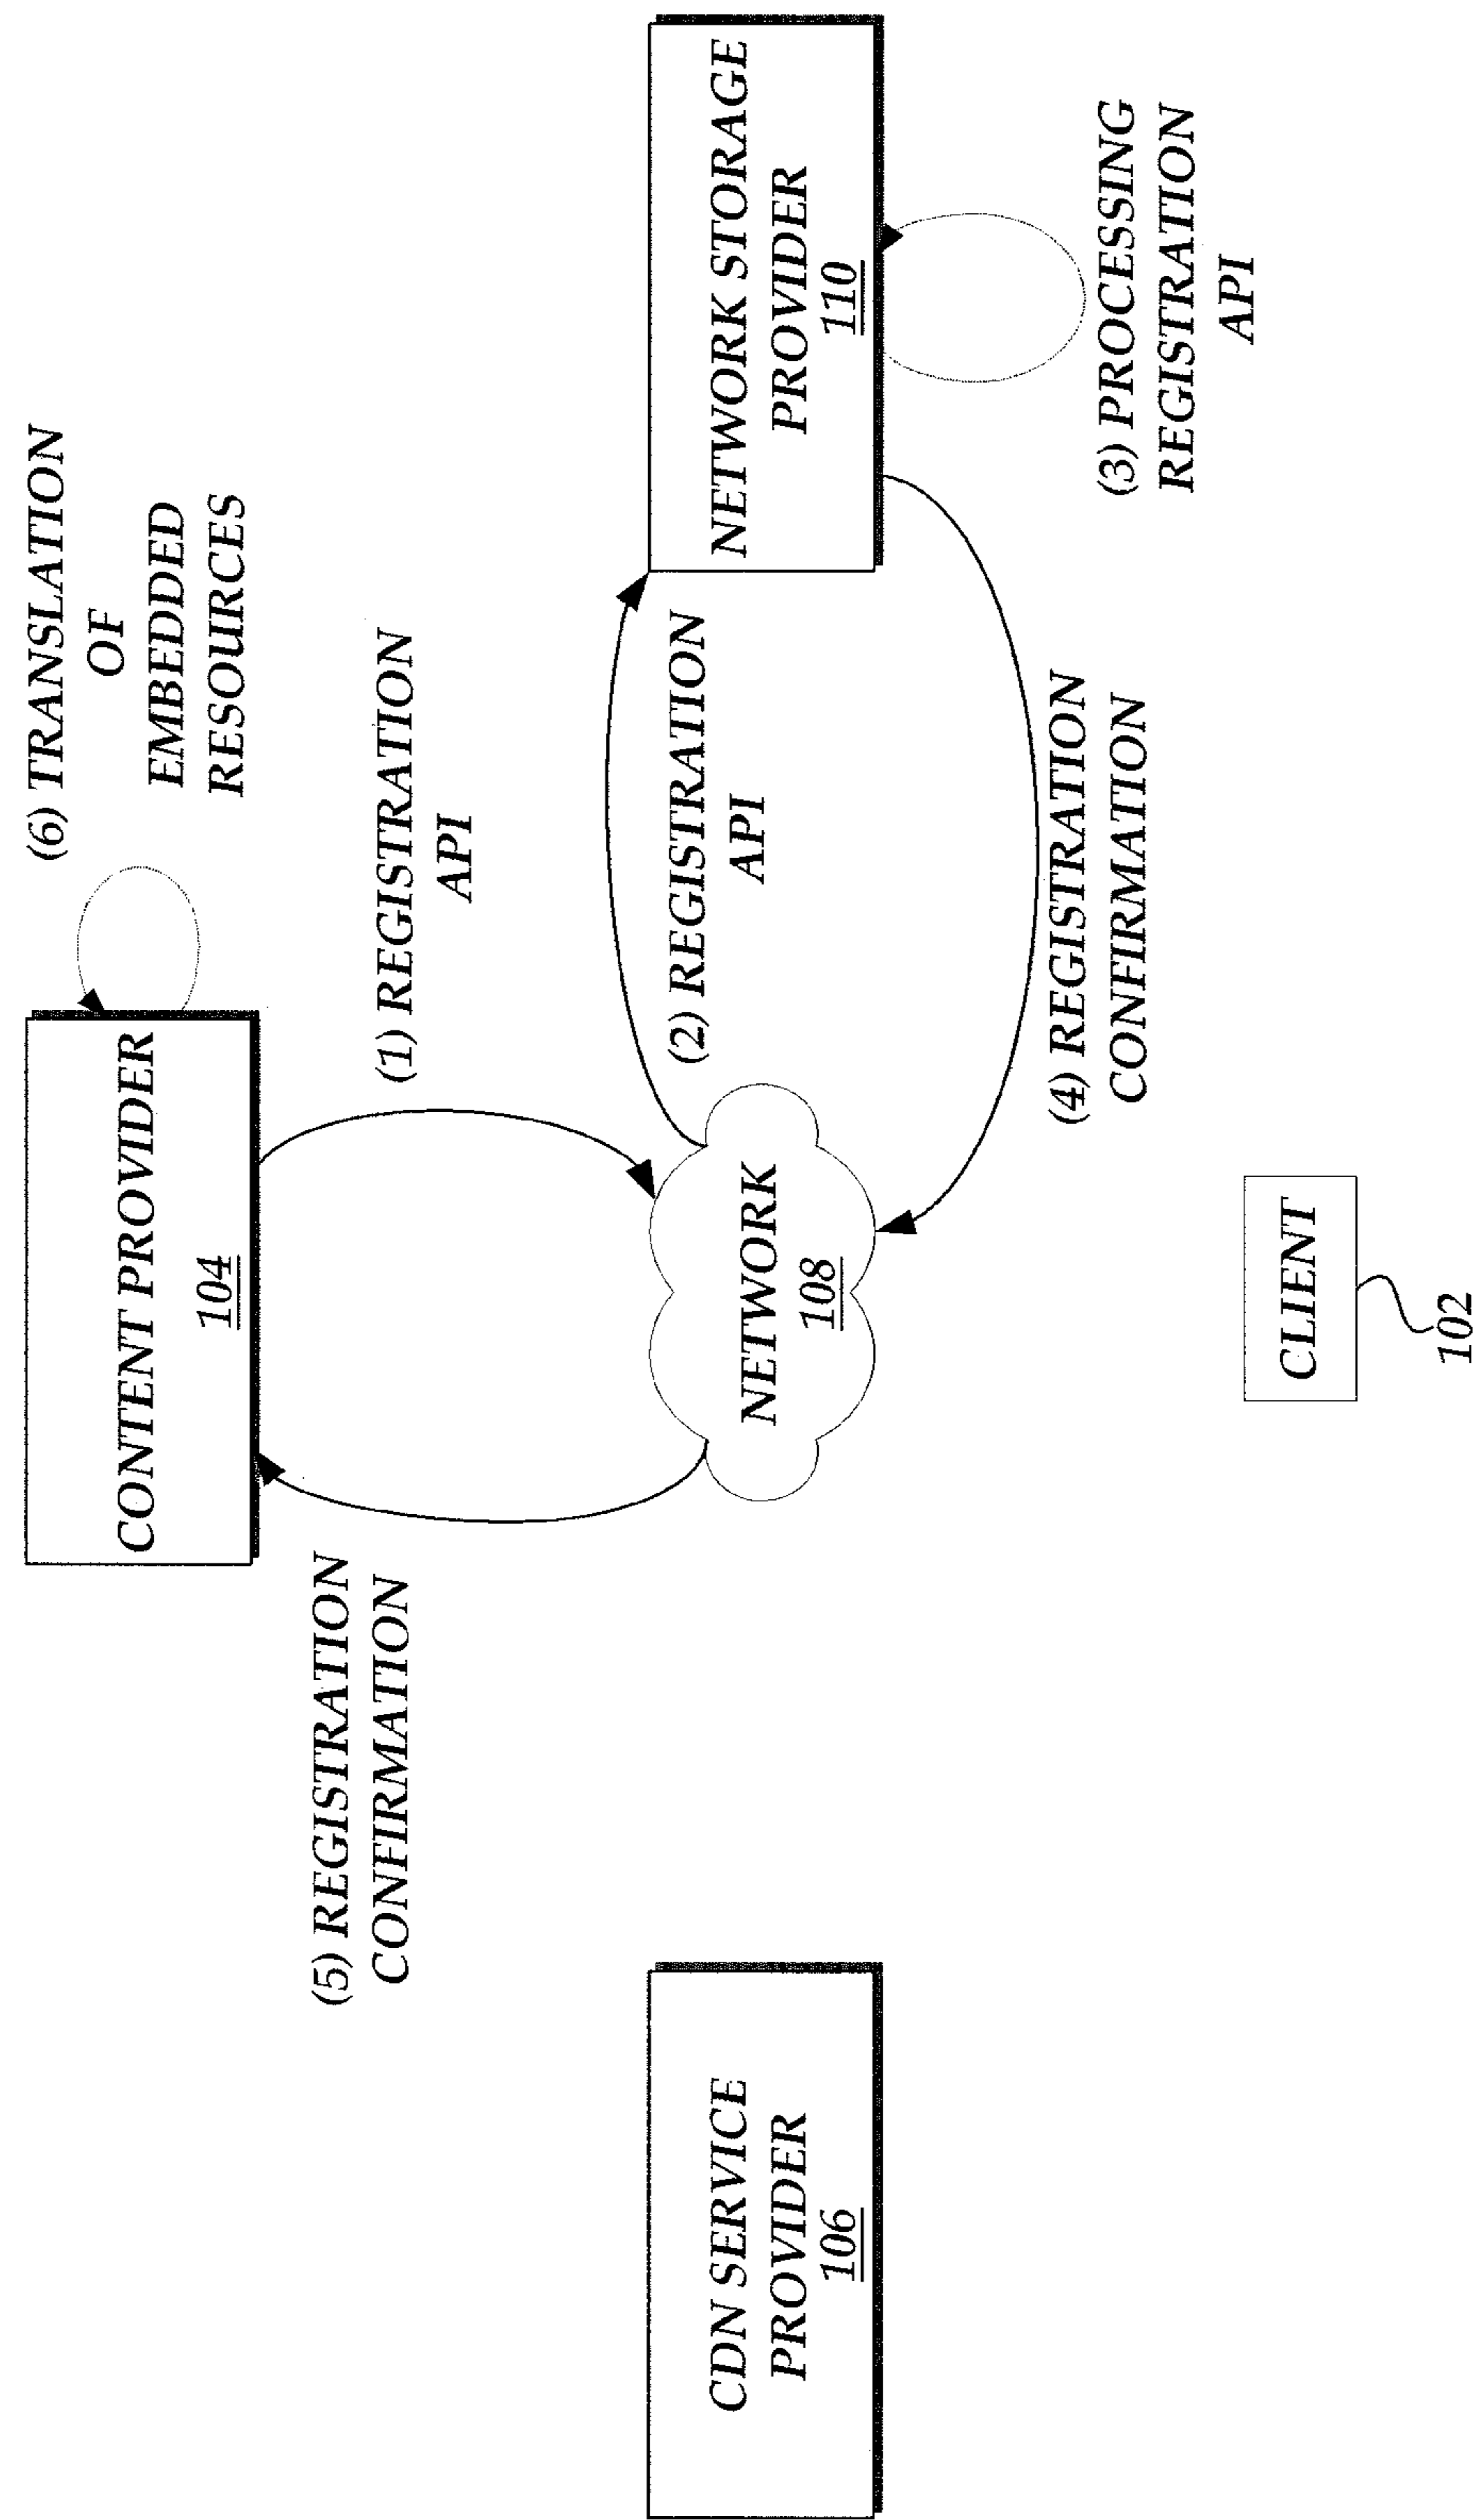 (6) TRANSLATION
OF
EMBEDDED
RESOURCES
CONTENT PROVIDER
104
(5) REGISTRATION
CONFIRMATION
(1) REGISTRATION
API
CDN SERVICE
PROVIDER
106
NETWORK
108
(2) REGISTRATION
API
NETWORK STORAGE
PROVIDER
110
(4) REGISTRATION
CONFIRMATION
(3) PROCESSING
REGISTRATION
API
CLIENT
102